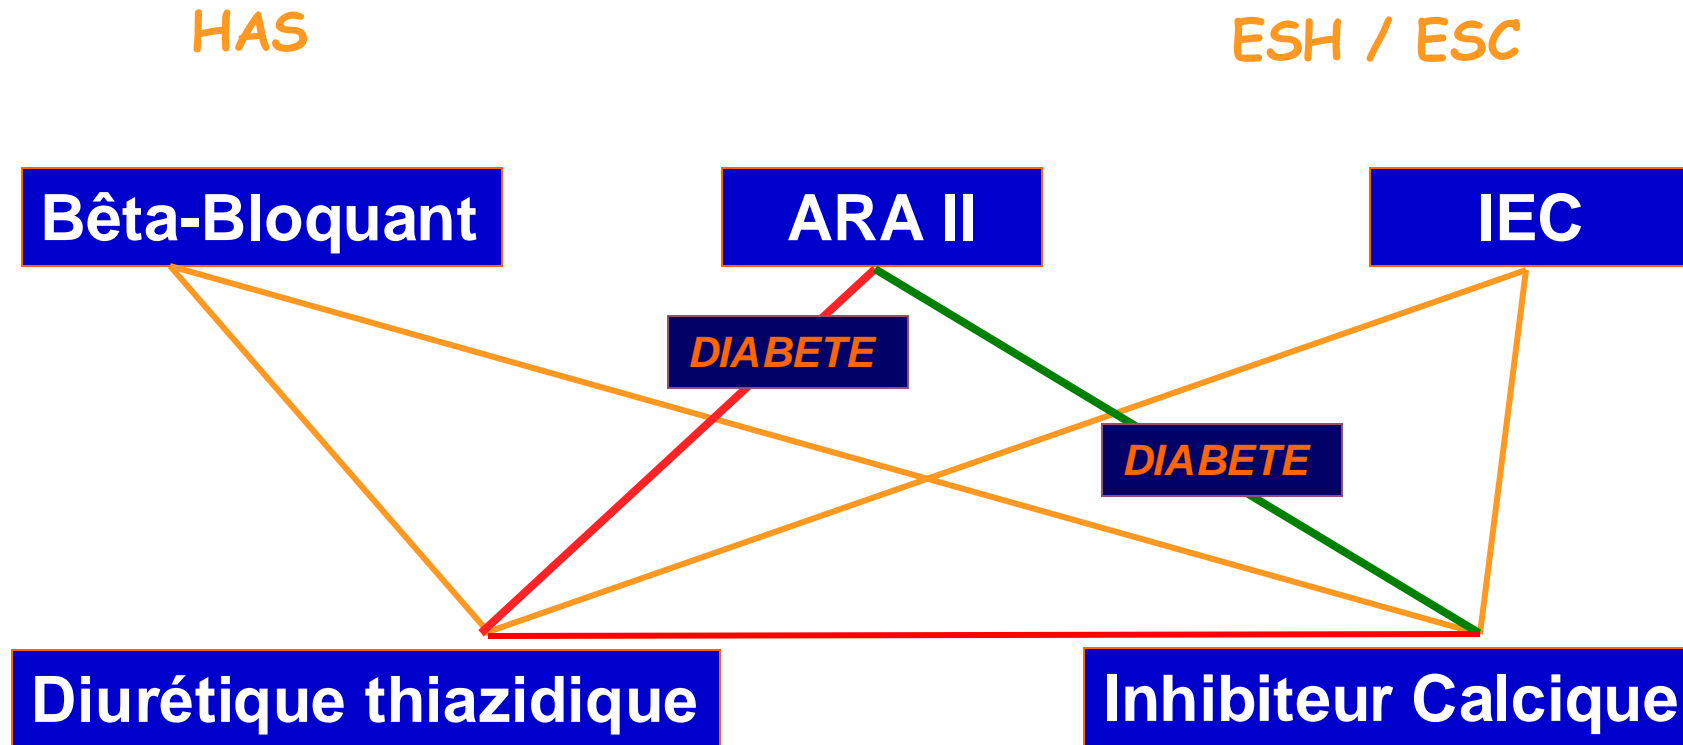 HAS
ESH / ESC
Bêta-Bloquant
ARA II
IEC
DIABETE
DIABETE
Diurétique thiazidique
Inhibiteur Calcique